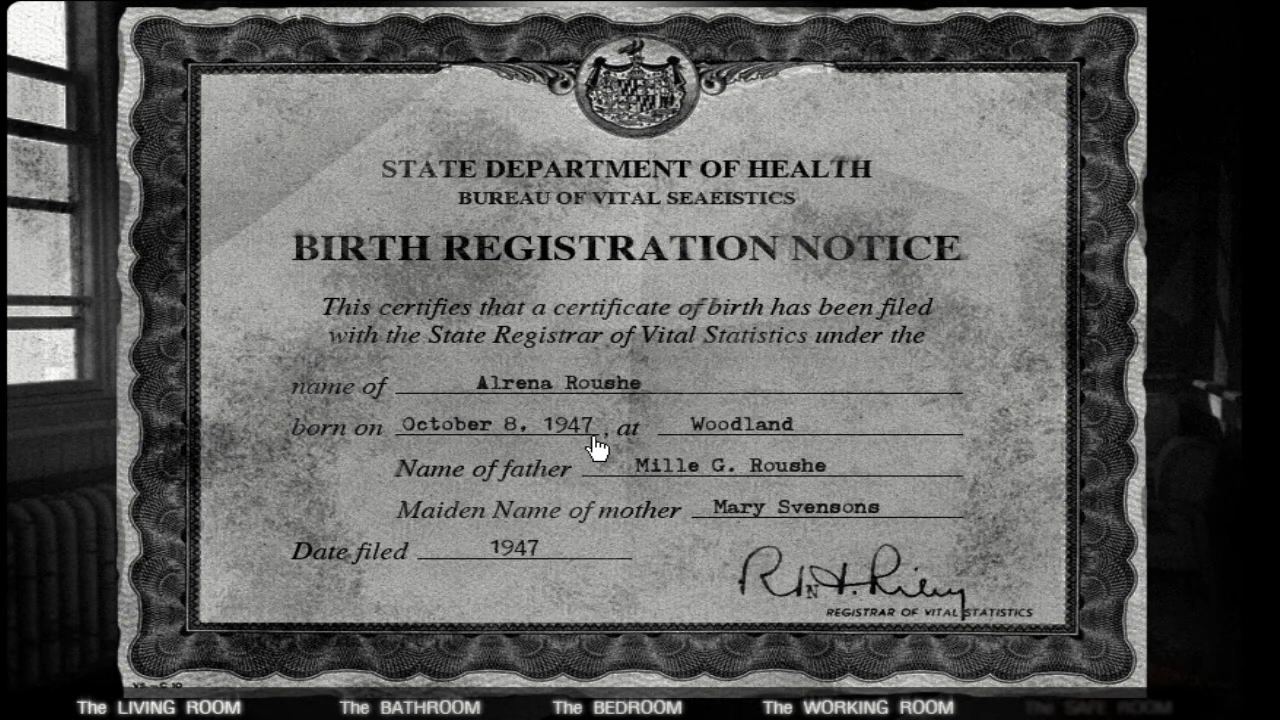 STATE DEPARTMENT OF HEALTH
BUREAU OF VITAL SEAEISTICS
BIRTH REGISTRATION NOTICE
This certifies that a certificate of birth has been filed
with the State Registrar of Vital Statistics under the
name of Alrena Roushe
born on October 8, 1947, at Woodland
Name of father Mille G. Roushe
Maiden Name of mother Mary Svensons
Date filed 1947
REGISTRAR OF VITAL STATISTICS
The LIVING ROOM The BATHROOM The BEDROOM The WORKING ROOM The SAFE ROOM